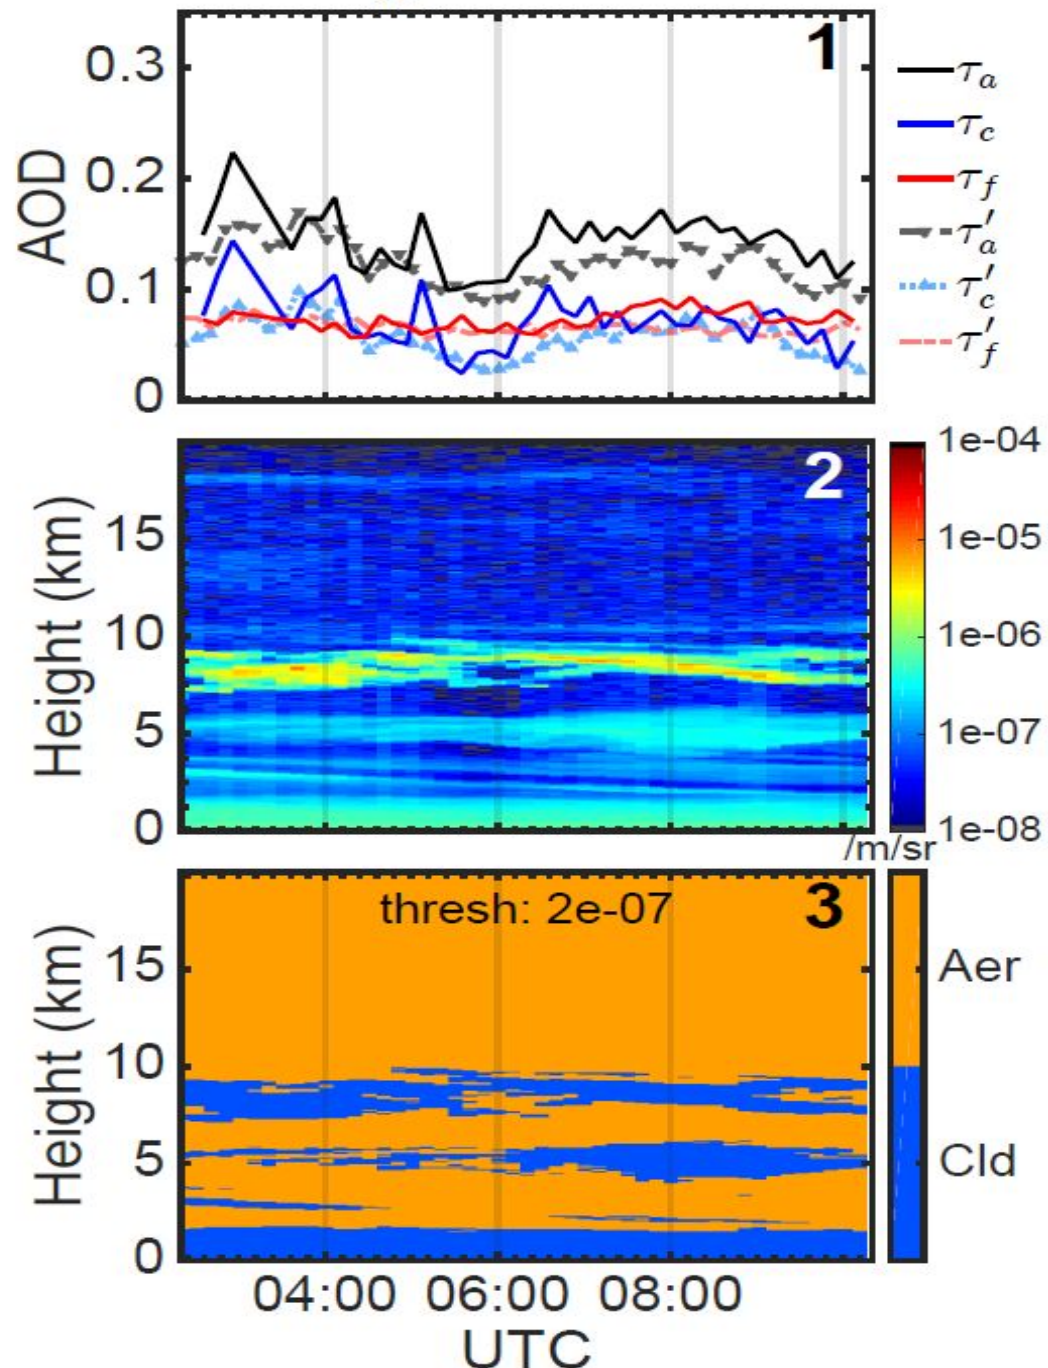 1
AOD
0.3
0.2
0.1
0
τa
τc
τf
τ′a
τ′c
τ′f
2
Height (km)
15
10
5
0
1e-04
1e-05
1e-06
1e-07
1e-08
/m/sr
thresh: 2e-07
3
Height (km)
15
10
5
0
Aer
Cld
04:00 06:00 08:00
UTC